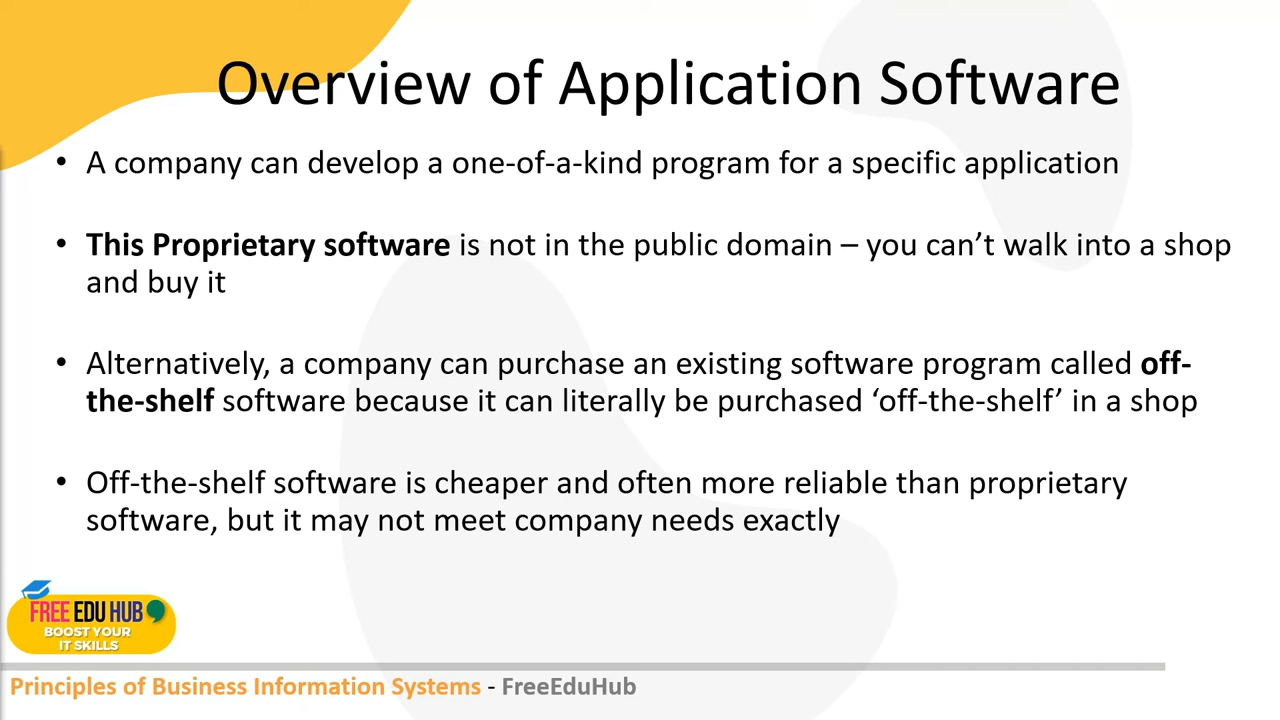 Overview of Application Software
• A company can develop a one-of-a-kind program for a specific application
• This Proprietary software is not in the public domain – you can’t walk into a shop
and buy it
• Alternatively, a company can purchase an existing software program called off-
the-shelf software because it can literally be purchased ‘off-the-shelf’ in a shop
• Off-the-shelf software is cheaper and often more reliable than proprietary
software, but it may not meet company needs exactly
FREE EDU HUB
BOOST YOUR
IT SKILLS
Principles of Business Information Systems - FreeEduHub